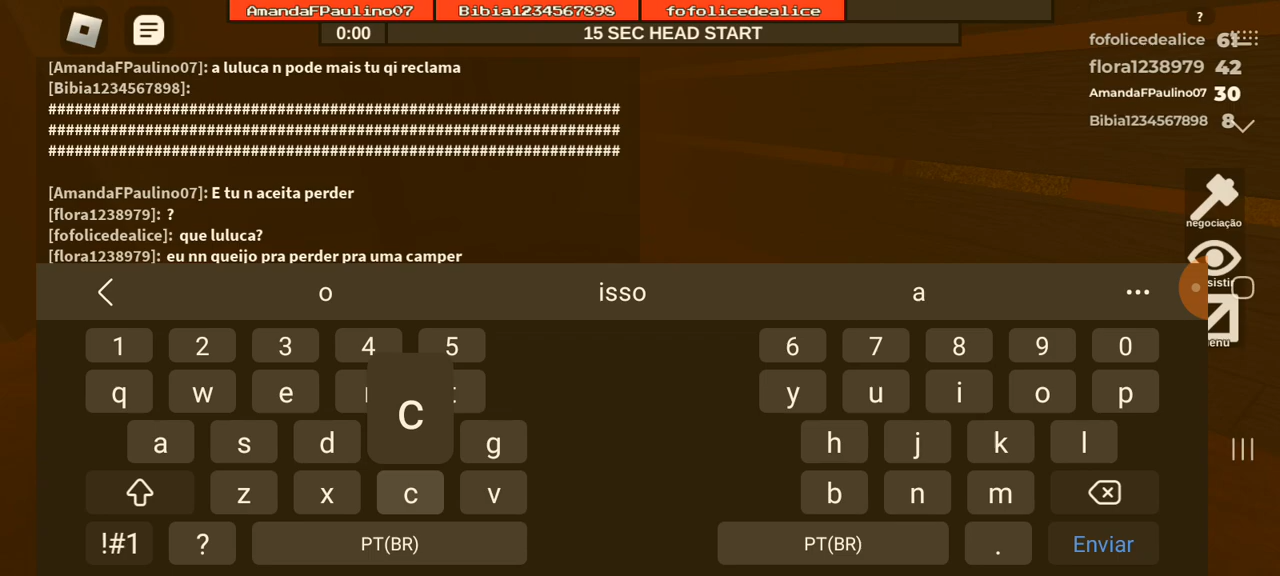 AmandaFPaulino07 Bibia1234567898 fofolicedealice
0:00 15 SEC HEAD START
?
fofolicedealice
flora1238979 42
AmandaFPaulino07 30
Bibia1234567898 8
[AmandaFPaulino07]: a luluca n pode mais tu qi reclama
[Bibia1234567898]:
################################################################
################################################################
################################################################
[AmandaFPaulino07]: E tu n aceita perder
[flora1238979]: ?
[fofolicedealice]: que luluca?
[flora1238979]: eu nn queijo pra perder pra uma camper
negociação
o isso a ...
1 2 3 4 5 6 7 8 9 0
q w e y u i o p
c
a s d g h j k l
z x c v b n m
!#1 ? PT(BR) PT(BR) . Enviar